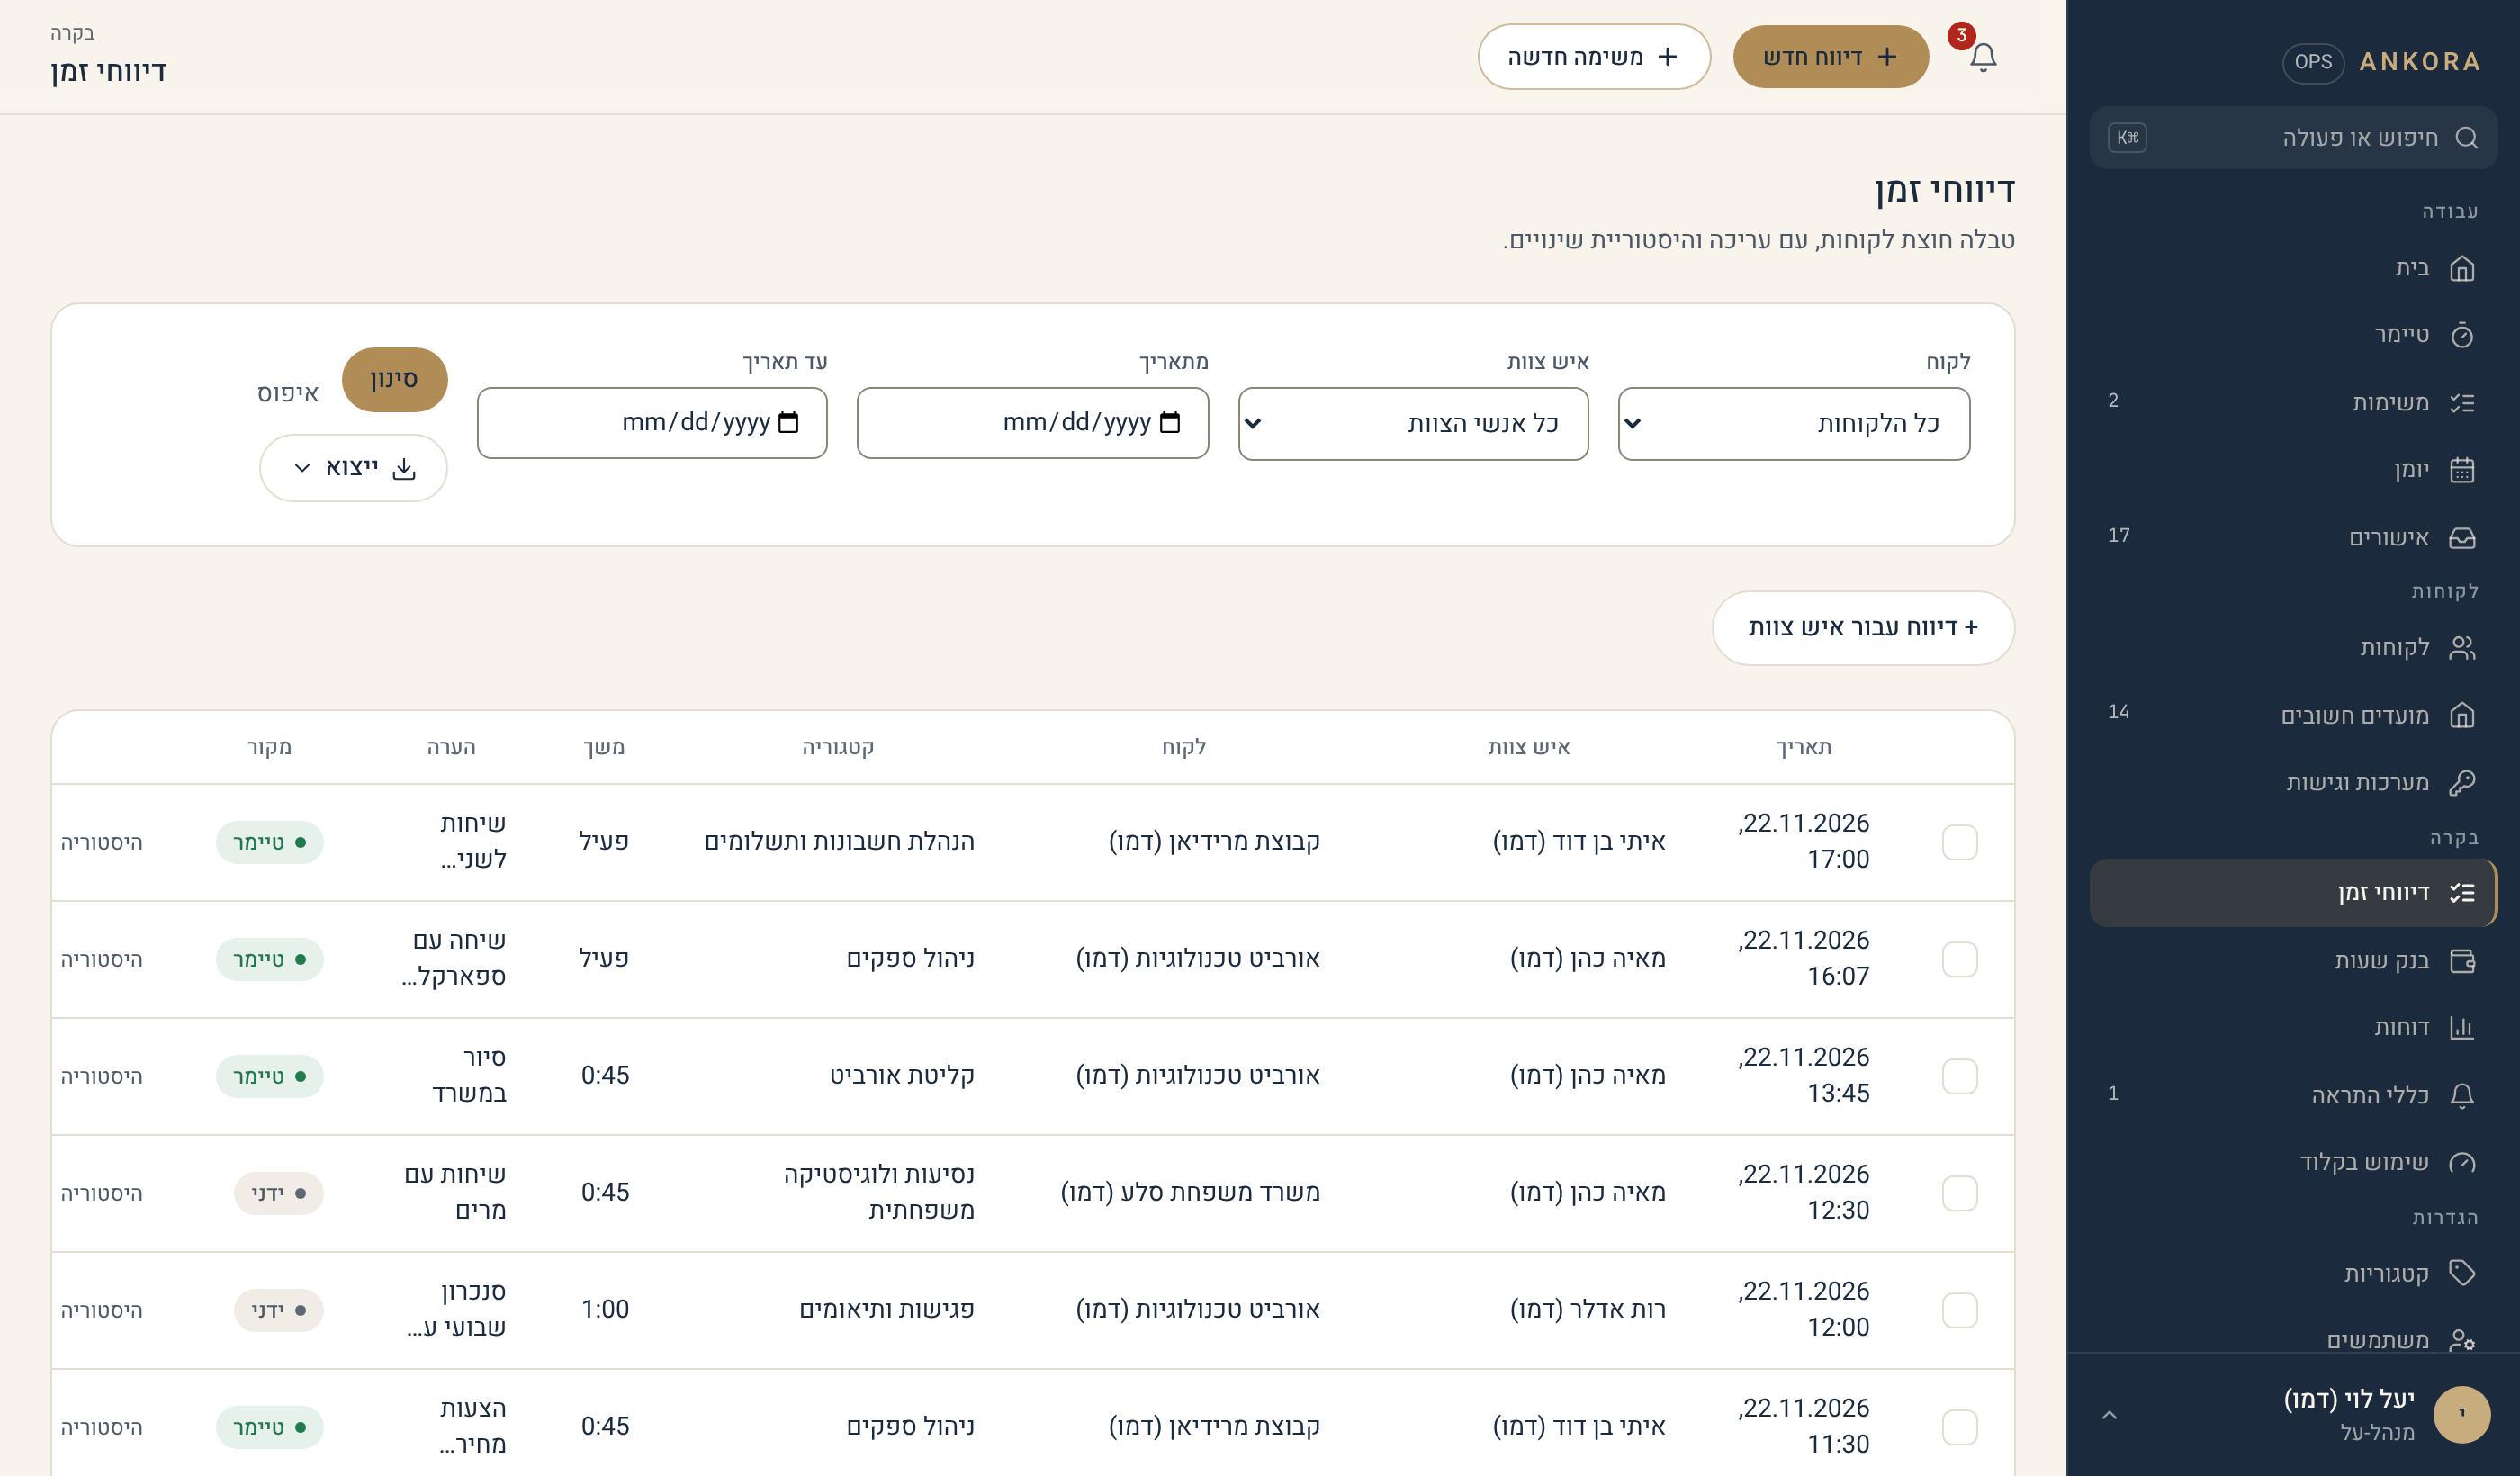 ANKORA OPS
חיפוש או פעולה ⌘K
עבודה
בית
טיימר
משימות 2
יומן
אישורים 17
לקוחות
לקוחות
מועדים חשובים 14
מערכות וגישות
בקרה
דיווחי זמן
בנק שעות
דוחות
כללי התראה 1
שימוש בקלוד
הגדרות
קטגוריות
משתמשים
י
יעל לוי (דמו)
מנהל-על
3
+ דיווח חדש
+ משימה חדשה
בקרה
דיווחי זמן
דיווחי זמן
טבלה חוצת לקוחות, עם עריכה והיסטוריית שינויים.
לקוח איש צוות מתאריך עד תאריך
כל הלקוחות כל אנשי הצוות mm/dd/yyyy mm/dd/yyyy
סינון איפוס
ייצוא
+ דיווח עבור איש צוות
תאריך איש צוות לקוח קטגוריה משך הערה מקור
22.11.2026, 17:00 איתי בן דוד (דמו) קבוצת מרידיאן (דמו) הנהלת חשבונות ותשלומים פעיל שיחות לשני... טיימר היסטוריה
22.11.2026, 16:07 מאיה כהן (דמו) אורביט טכנולוגיות (דמו) ניהול ספקים פעיל שיחה עם ספארקל... טיימר היסטוריה
22.11.2026, 13:45 מאיה כהן (דמו) אורביט טכנולוגיות (דמו) קליטת אורביט 0:45 סיור במשרד טיימר היסטוריה
22.11.2026, 12:30 מאיה כהן (דמו) משרד משפחת סלע (דמו) נסיעות ולוגיסטיקה משפחתית 0:45 שיחות עם מרים ידני היסטוריה
22.11.2026, 12:00 רות אדלר (דמו) אורביט טכנולוגיות (דמו) פגישות ותיאומים 1:00 סנכרון שבועי ע... ידני היסטוריה
22.11.2026, 11:30 איתי בן דוד (דמו) קבוצת מרידיאן (דמו) ניהול ספקים 0:45 הצעות מחיר... טיימר היסטוריה